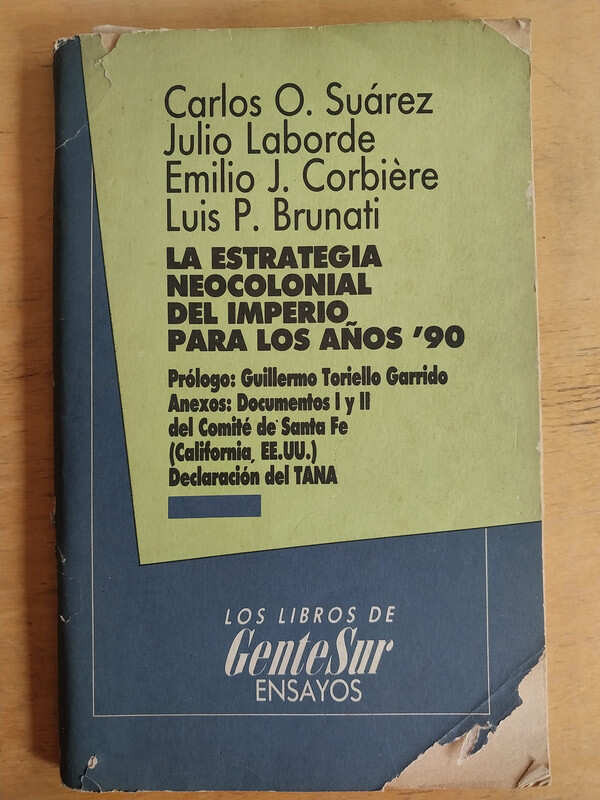 Carlos O. Suárez
Julio Laborde
Emilio J. Corbière
Luis P. Brunati
LA ESTRATEGIA
NEOCOLONIAL
DEL IMPERIO
PARA LOS AÑOS '90
Prólogo: Guillermo Toriello Garrido
Anexos: Documentos I y II
del Comité de Santa Fe
(California, EE.UU.)
Declaración del TANA
LOS LIBROS DE
GenteSur
ENSAYOS